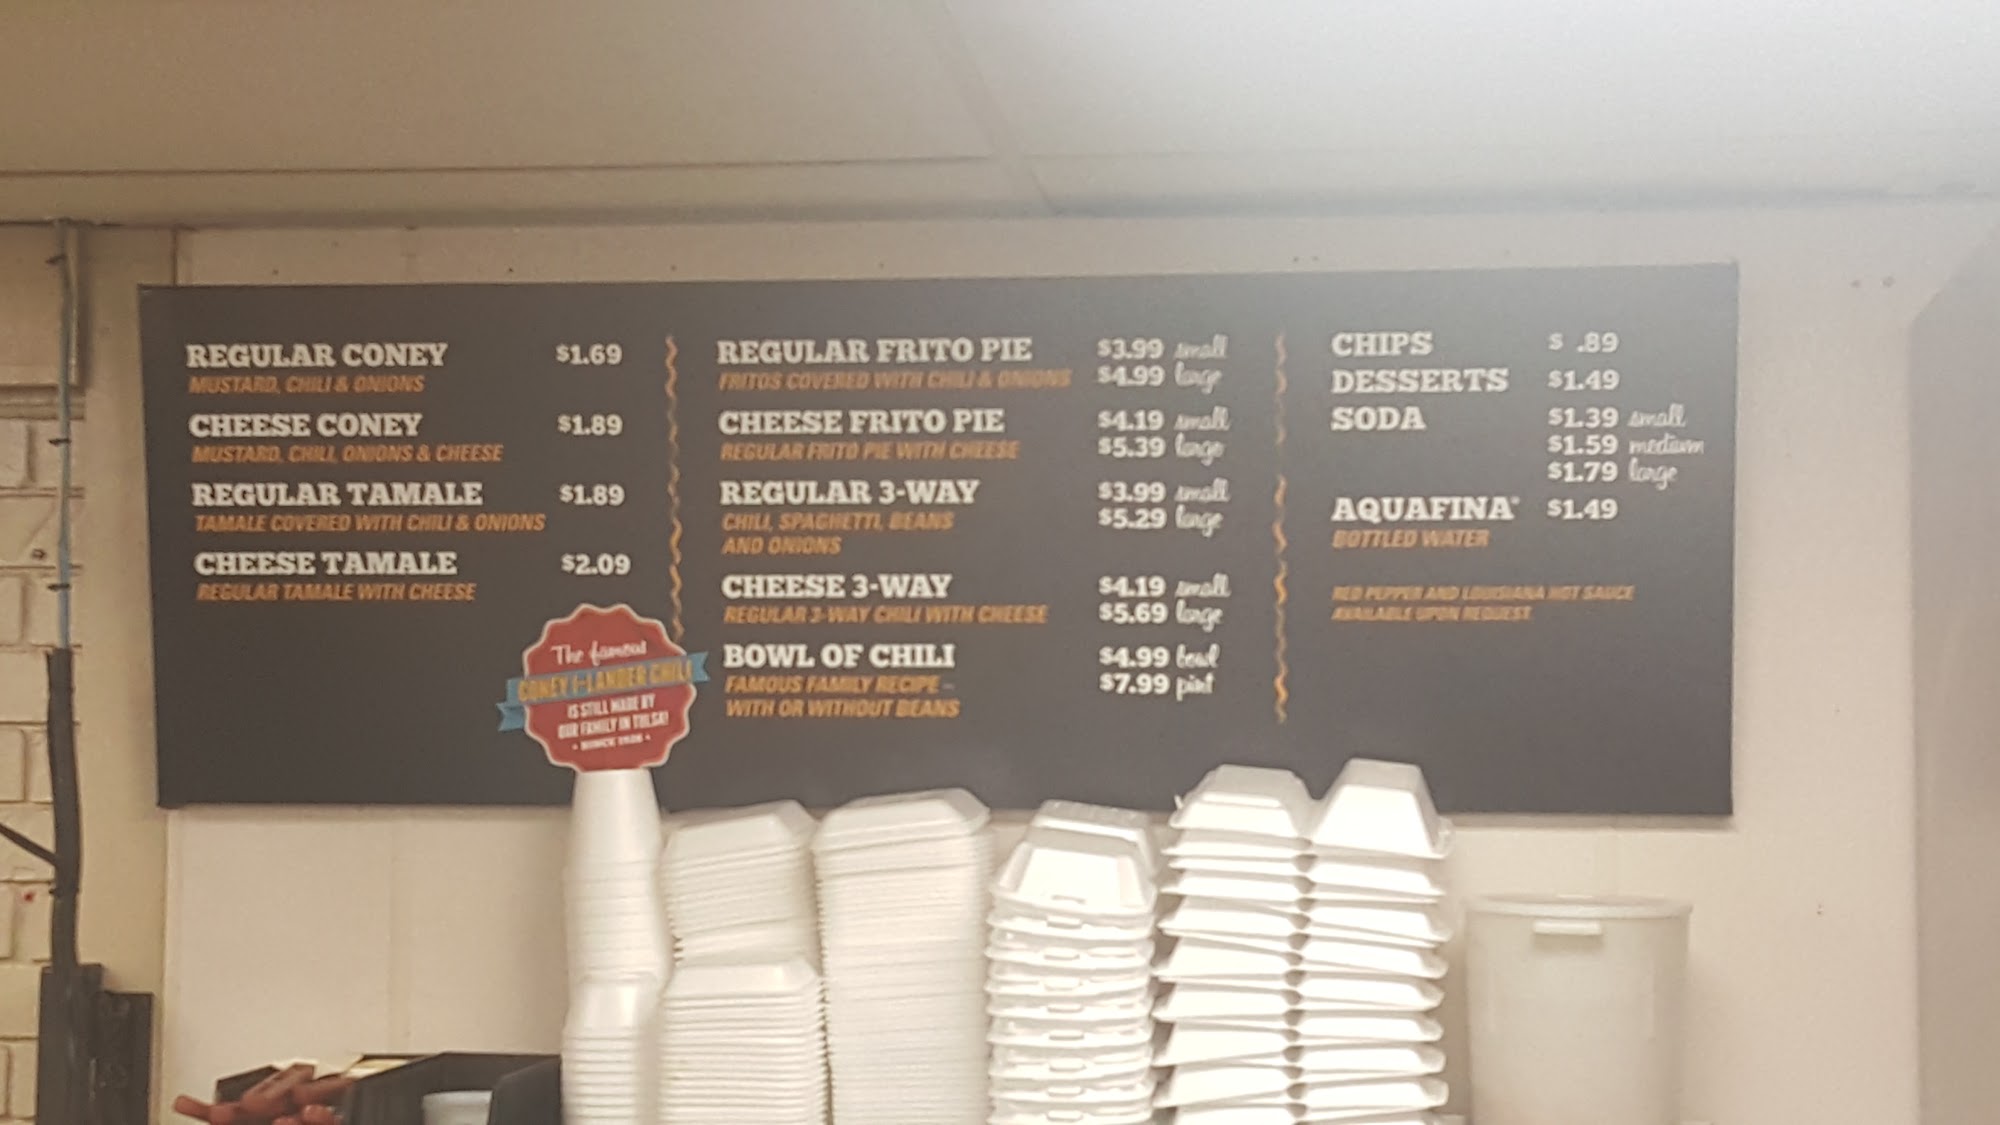 REGULAR CONEY $1.69
MUSTARD, CHILI & ONIONS
CHEESE CONEY $1.89
MUSTARD, CHILI, ONIONS & CHEESE
REGULAR TAMALE $1.89
TAMALE COVERED WITH CHILI & ONIONS
CHEESE TAMALE $2.09
REGULAR TAMALE WITH CHEESE
The famous
CONEY I-LANDER CHILI
IS STILL MADE BY
OUR FAMILY IN TULSA!
• SINCE 1926 •
REGULAR FRITO PIE $3.99 small
FRITOS COVERED WITH CHILI & ONIONS $4.99 large
CHEESE FRITO PIE $4.19 small
REGULAR FRITO PIE WITH CHEESE $5.39 large
REGULAR 3-WAY $3.99 small
CHILI, SPAGHETTI, BEANS $5.29 large
AND ONIONS
CHEESE 3-WAY $4.19 small
REGULAR 3-WAY CHILI WITH CHEESE $5.69 large
BOWL OF CHILI $4.99 bowl
FAMOUS FAMILY RECIPE – $7.99 pint
WITH OR WITHOUT BEANS
CHIPS $ .89
DESSERTS $1.49
SODA $1.39 small
$1.59 medium
$1.79 large
AQUAFINA® $1.49
BOTTLED WATER
RED PEPPER AND LOUISIANA HOT SAUCE
AVAILABLE UPON REQUEST.